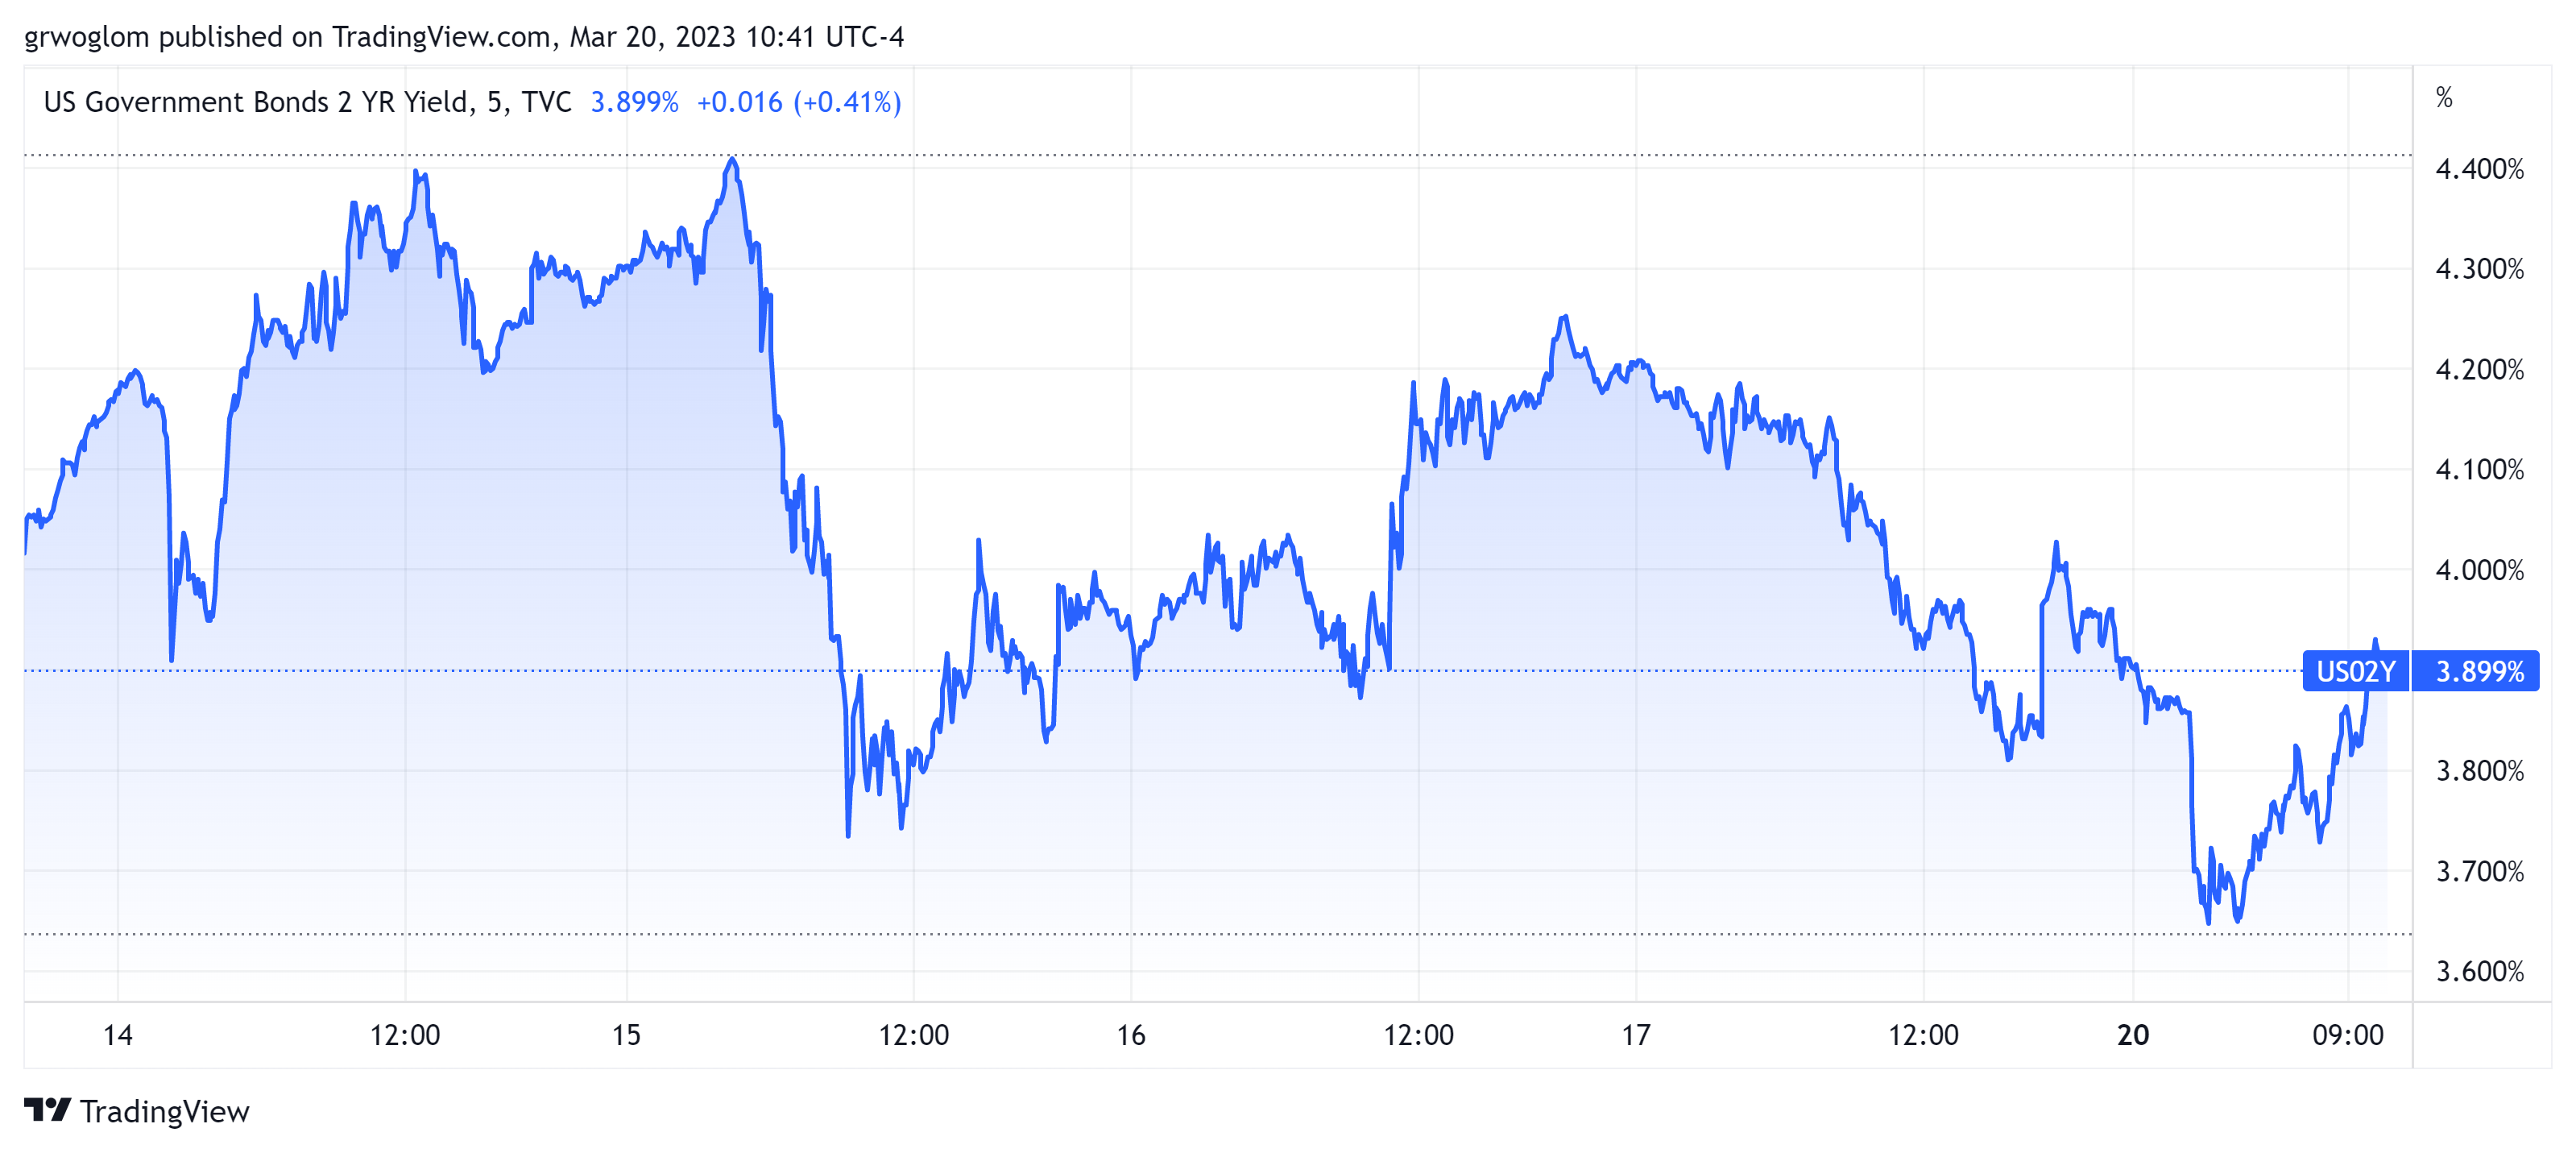 grwoglom published on TradingView.com, Mar 20, 2023 10:41 UTC-4
US Government Bonds 2 YR Yield, 5, TVC 3.899% +0.016 (+0.41%)
%
4.400%
4.300%
4.200%
4.100%
4.000%
US02Y 3.899%
3.800%
3.700%
3.600%
14 12:00 15 12:00 16 12:00 17 12:00 20 09:00
TradingView